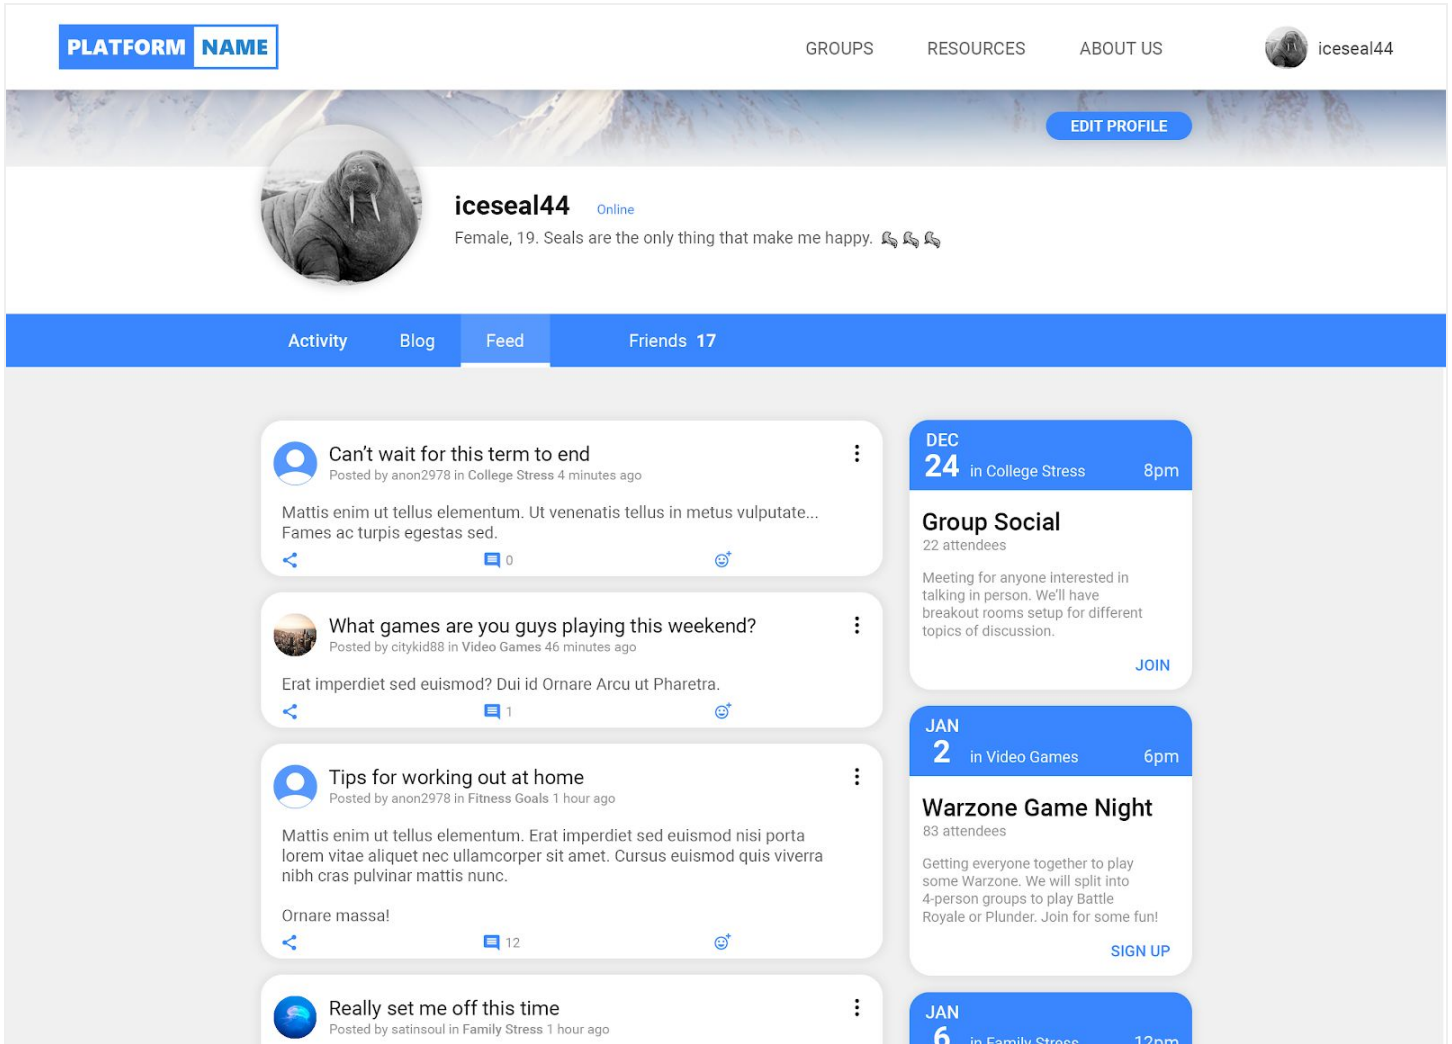 PLATFORM NAME
GROUPS RESOURCES ABOUT US iceseal44
EDIT PROFILE
iceseal44 Online
Female, 19. Seals are the only thing that make me happy. 🦭🦭🦭
Activity Blog Feed Friends 17
Can’t wait for this term to end
Posted by anon2978 in College Stress 4 minutes ago
Mattis enim ut tellus elementum. Ut venenatis tellus in metus vulputate...
Fames ac turpis egestas sed.
0
What games are you guys playing this weekend?
Posted by citykid88 in Video Games 46 minutes ago
Erat imperdiet sed euismod? Dui id Ornare Arcu ut Pharetra.
1
Tips for working out at home
Posted by anon2978 in Fitness Goals 1 hour ago
Mattis enim ut tellus elementum. Erat imperdiet sed euismod nisi porta
lorem vitae aliquet nec ullamcorper sit amet. Cursus euismod quis viverra
nibh cras pulvinar mattis nunc.
Ornare massa!
12
Really set me off this time
Posted by satinsoul in Family Stress 1 hour ago
DEC
24 in College Stress 8pm
Group Social
22 attendees
Meeting for anyone interested in
talking in person. We’ll have
breakout rooms setup for different
topics of discussion.
JOIN
JAN
2 in Video Games 6pm
Warzone Game Night
83 attendees
Getting everyone together to play
some Warzone. We will split into
4-person groups to play Battle
Royale or Plunder. Join for some fun!
SIGN UP
JAN
6 in Family Stress 12pm